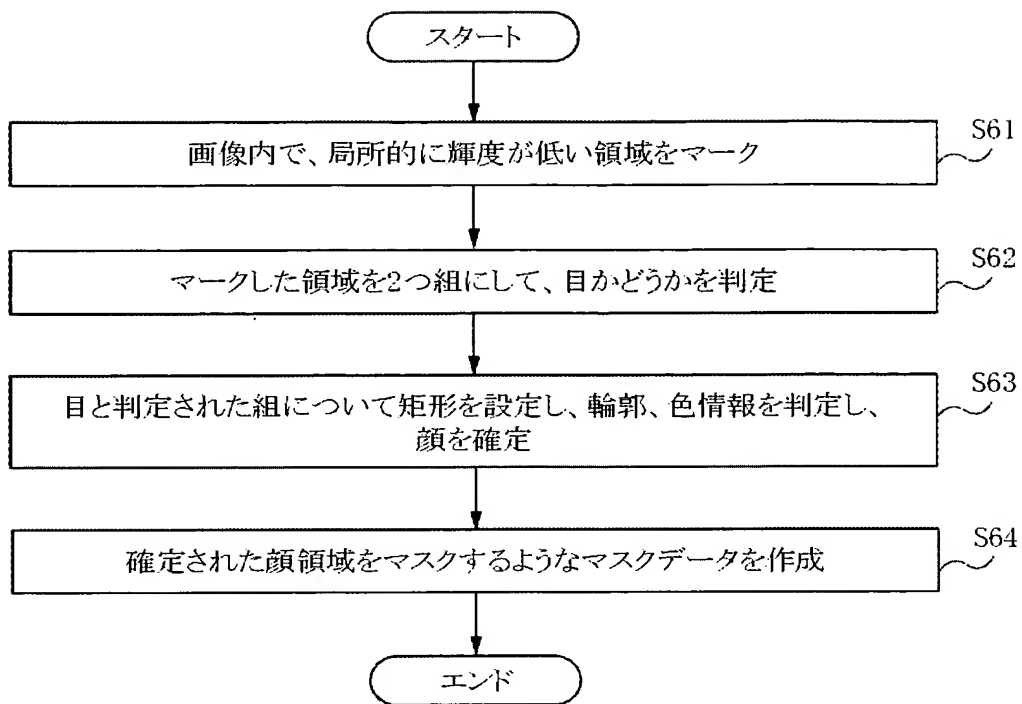 スタート
画像内で、局所的に輝度が低い領域をマーク
S61
マークした領域を2つ組にして、目かどうかを判定
S62
目と判定された組について矩形を設定し、輪郭、色情報を判定し、
顔を確定
S63
確定された顔領域をマスクするようなマスクデータを作成
S64
エンド